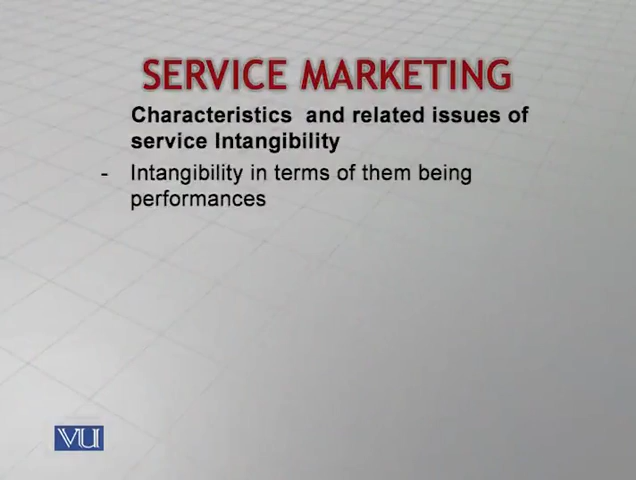 SERVICE MARKETING
Characteristics and related issues of
service Intangibility
- Intangibility in terms of them being
performances
VU